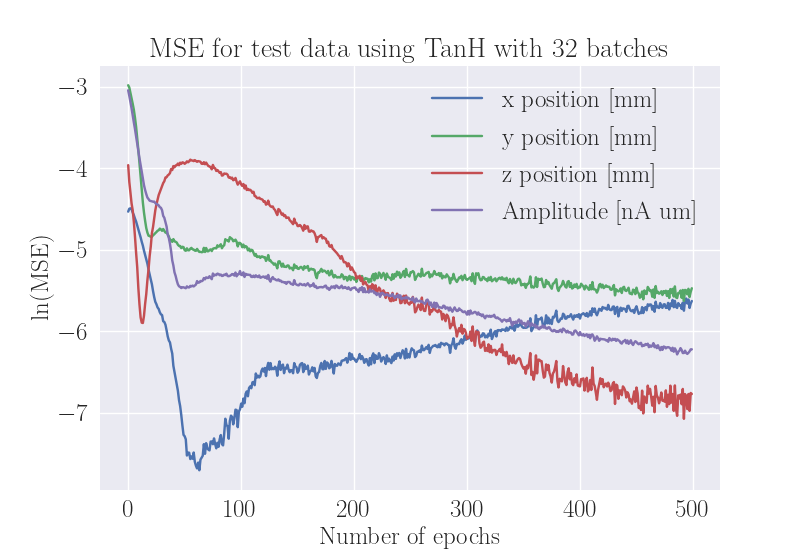 MSE for test data using TanH with 32 batches
x position [mm]
y position [mm]
z position [mm]
Amplitude [nA um]
−3
−4
−5
−6
−7
ln(MSE)
0 100 200 300 400 500
Number of epochs